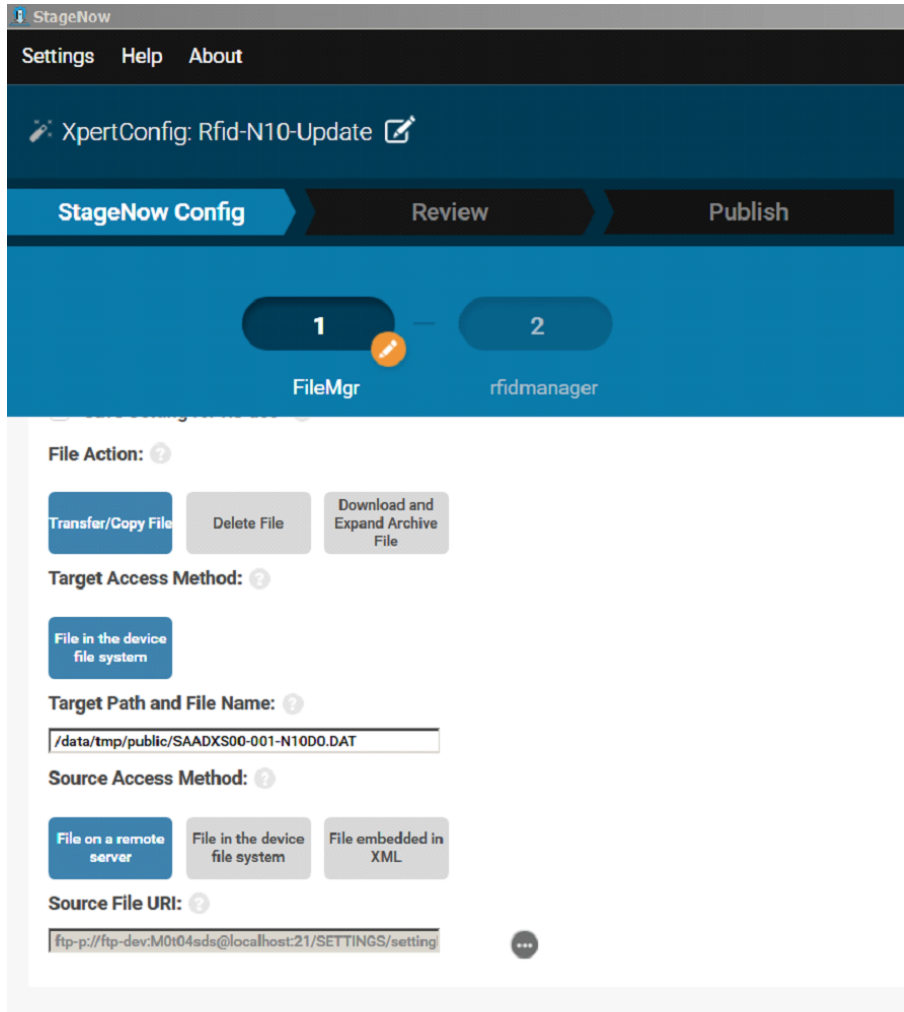 StageNow
Settings Help About
XpertConfig: Rfid-N10-Update
StageNow Config Review Publish
1 2
FileMgr rfidmanager
File Action:
Transfer/Copy File
Delete File
Download and
Expand Archive
File
Target Access Method:
File in the device
file system
Target Path and File Name:
/data/tmp/public/SAADXS00-001-N10D0.DAT
Source Access Method:
File on a remote
server
File in the device
file system
File embedded in
XML
Source File URI:
ftp-p://ftp-dev:M0t04sds@localhost:21/SETTINGS/setting